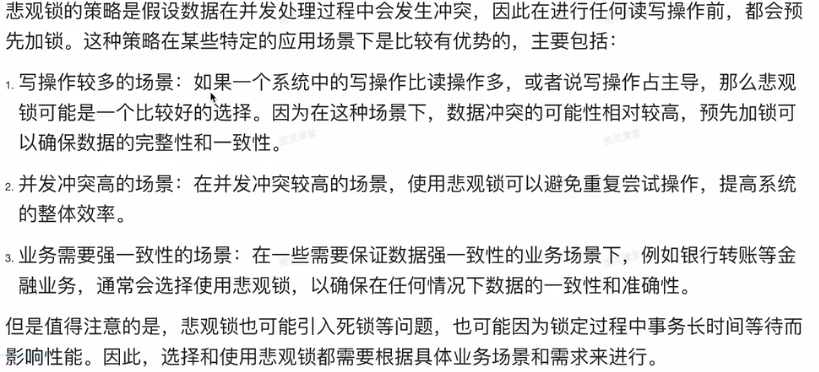 悲观锁的策略是假设数据在并发处理过程中会发生冲突，因此在进行任何读写操作前，都会预
先加锁。这种策略在某些特定的应用场景下是比较有优势的，主要包括：
1. 写操作较多的场景：如果一个系统中的写操作比读操作多，或者说写操作占主导，那么悲观
锁可能是一个比较好的选择。因为在这种场景下，数据冲突的可能性相对较高，预先加锁可
以确保数据的完整性和一致性。
2. 并发冲突高的场景：在并发冲突较高的场景，使用悲观锁可以避免重复尝试操作，提高系统
的整体效率。
3. 业务需要强一致性的场景：在一些需要保证数据强一致性的业务场景下，例如银行转账等金
融业务，通常会选择使用悲观锁，以确保在任何情况下数据的一致性和准确性。
但是值得注意的是，悲观锁也可能引入死锁等问题，也可能因为锁定过程中事务长时间等待而
影响性能。因此，选择和使用悲观锁都需要根据具体业务场景和需求来进行。